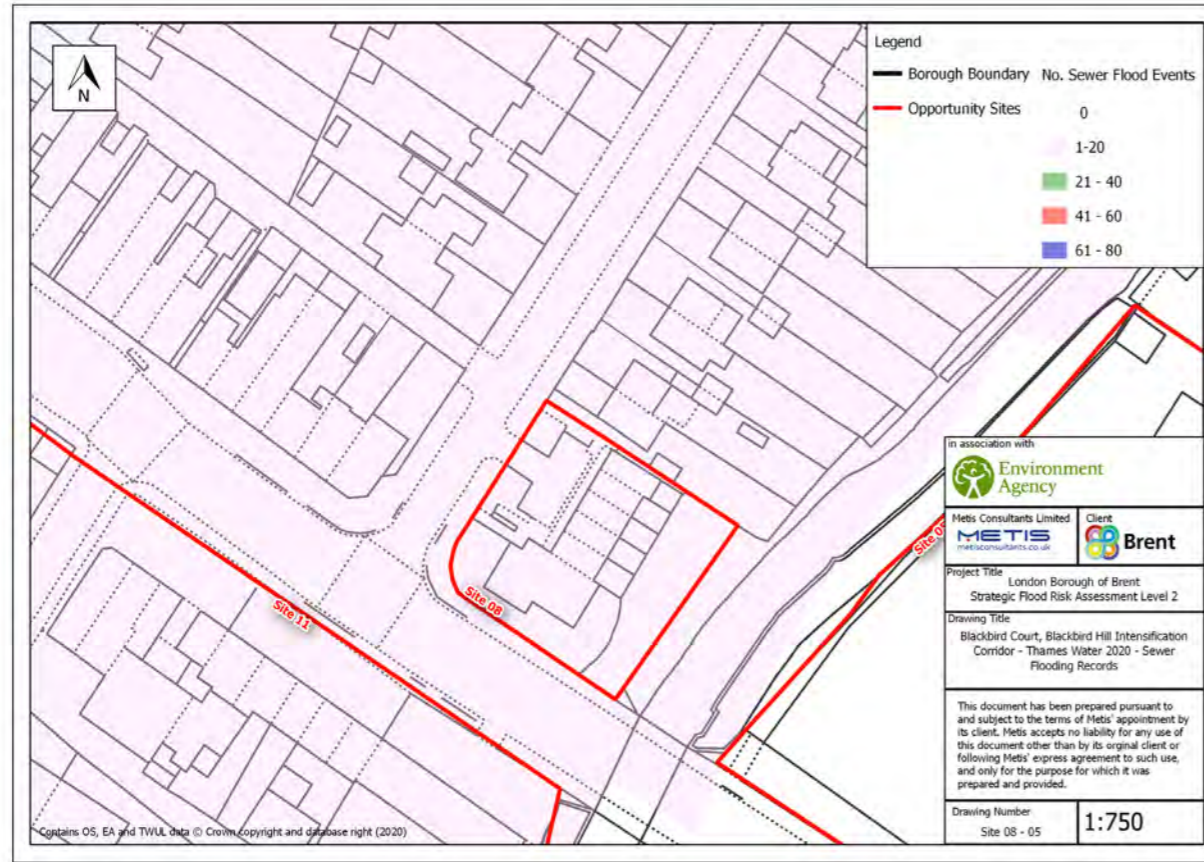 N
Legend
Borough Boundary
Opportunity Sites
No. Sewer Flood Events
0
1-20
21 - 40
41 - 60
61 - 80
Site 11
Site 08
in association with
Environment
Agency
Metis Consultants Limited
METIS
metisconsultants.co.uk
Client
Brent
Project Title
London Borough of Brent
Strategic Flood Risk Assessment Level 2
Drawing Title
Blackbird Court, Blackbird Hill Intensification
Corridor - Thames Water 2020 - Sewer
Flooding Records
This document has been prepared pursuant to
and subject to the terms of Metis' appointment by
its client. Metis accepts no liability for any use of
this document other than by its orginal client or
following Metis' express agreement to such use,
and only for the purpose for which it was
prepared and provided.
Drawing Number
Site 08 - 05
1:750
Contains OS, EA and TWUL data © Crown copyright and database right (2020)